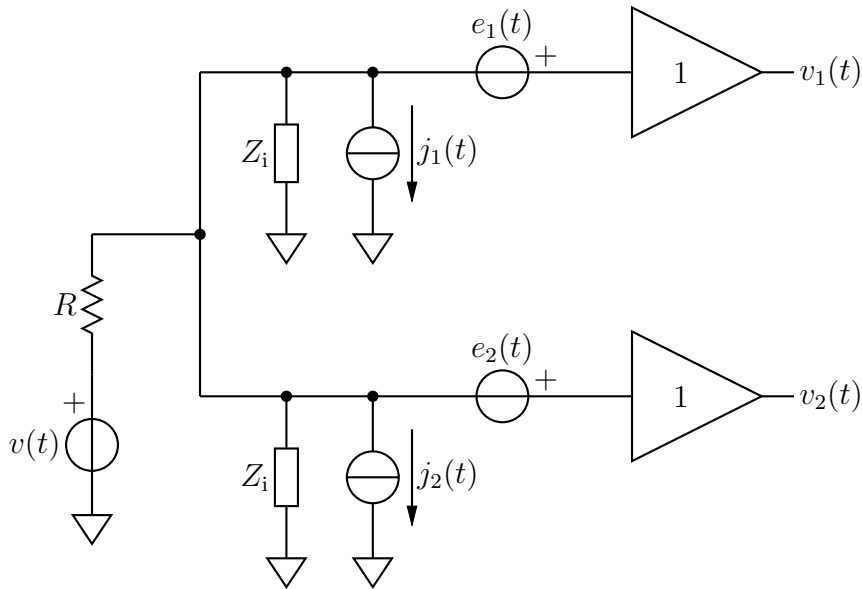 e₁(t)
+
1
v₁(t)
Zᵢ
j₁(t)
R
e₂(t)
+
1
v₂(t)
+
v(t)
Zᵢ
j₂(t)